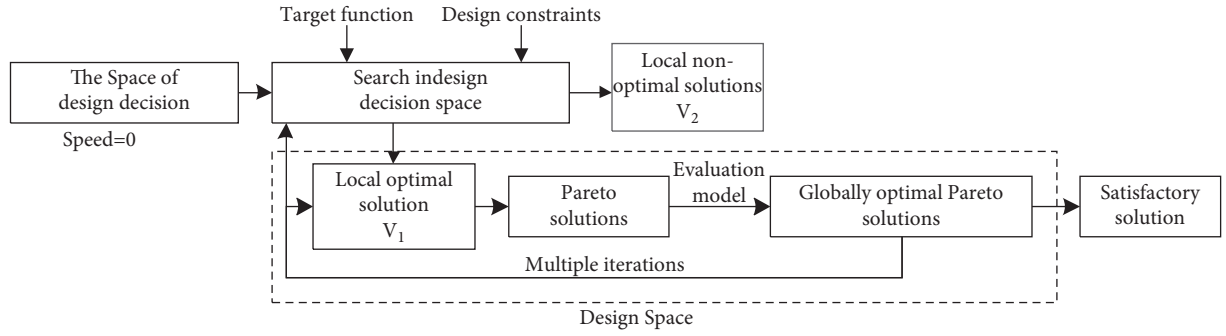 Target function
Design constraints
The Space of
design decision
Speed=0
Search indesign
decision space
Local non-
optimal solutions
V2
Local optimal
solution
V1
Pareto
solutions
Evaluation
model
Globally optimal Pareto
solutions
Satisfactory
solution
Multiple iterations
Design Space